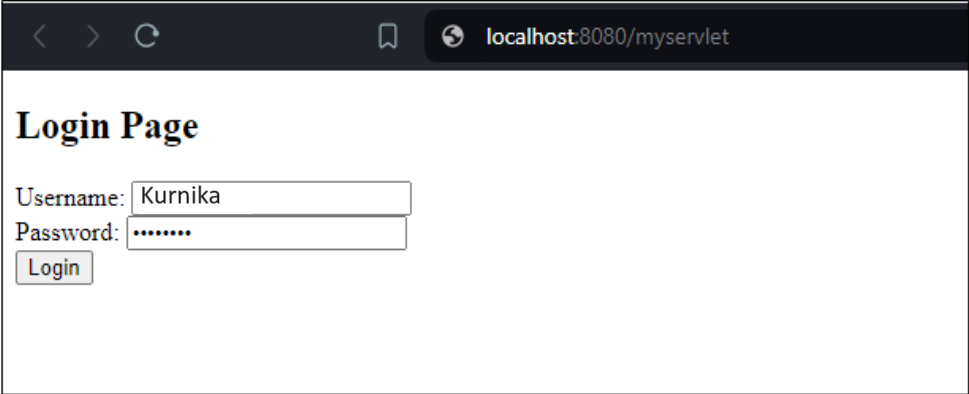 localhost:8080/myservlet
Login Page
Username: Kurnika
Password: ••••••••
Login